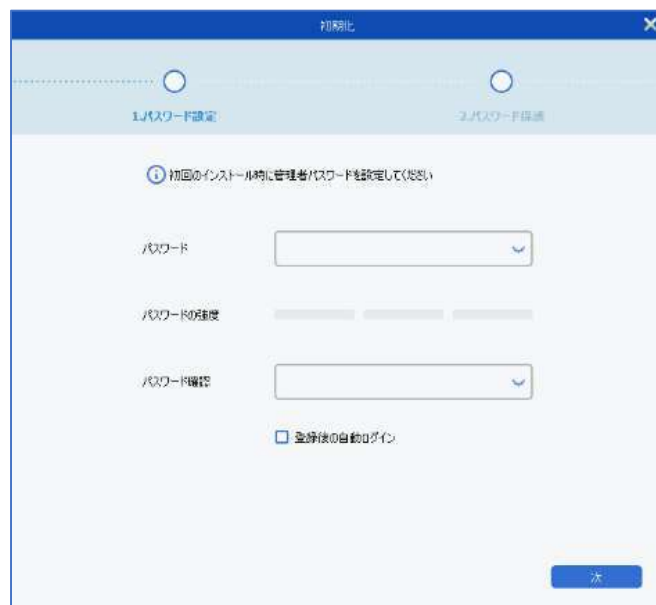 初期化
1.パスワード設定
2.パスワード保護
初回のインストール時に管理者パスワードを設定してください
パスワード
パスワードの強度
パスワード確認
登録後の自動ログイン
次